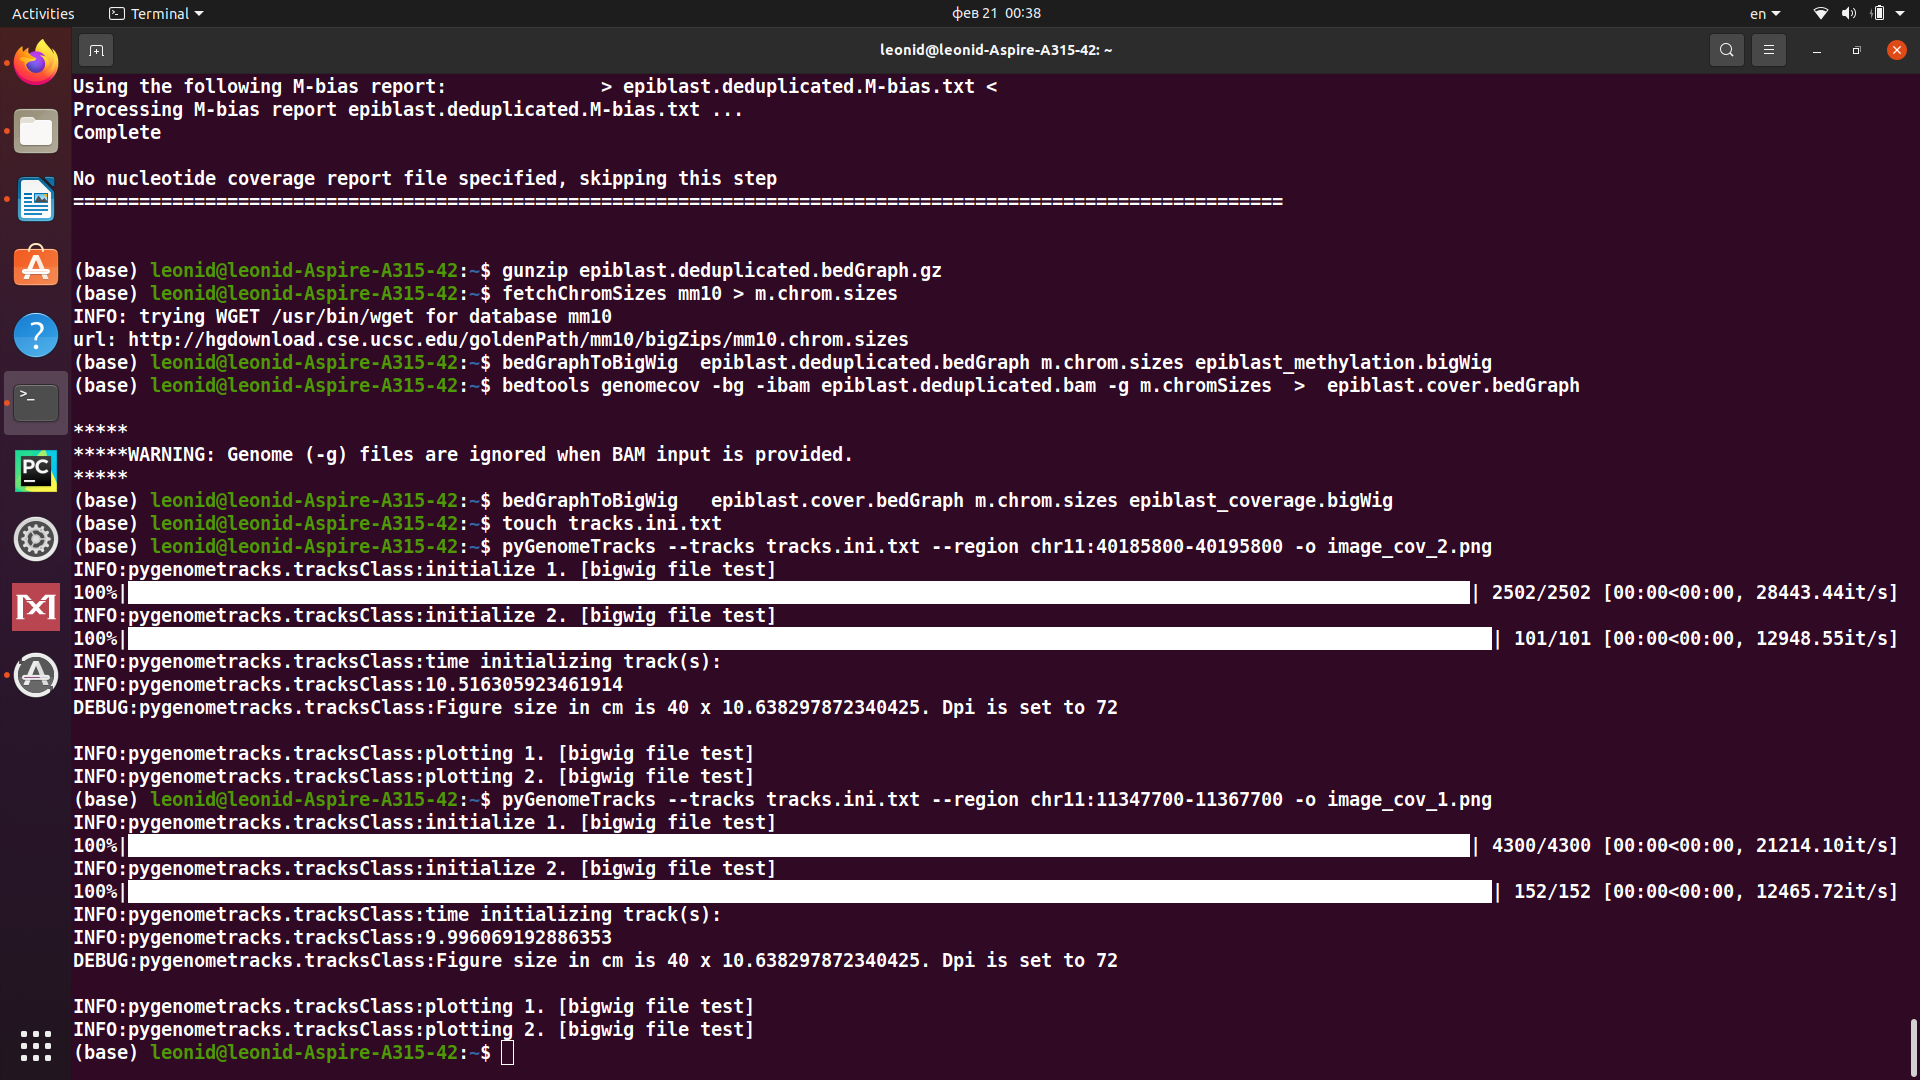 Activities
Terminal
фев 21 00:38
en
leonid@leonid-Aspire-A315-42: ~
Using the following M-bias report:              > epiblast.deduplicated.M-bias.txt <
Processing M-bias report epiblast.deduplicated.M-bias.txt ...
Complete
No nucleotide coverage report file specified, skipping this step
==============================================================================================================
(base) leonid@leonid-Aspire-A315-42:~$ gunzip epiblast.deduplicated.bedGraph.gz
(base) leonid@leonid-Aspire-A315-42:~$ fetchChromSizes mm10 > m.chrom.sizes
INFO: trying WGET /usr/bin/wget for database mm10
url: http://hgdownload.cse.ucsc.edu/goldenPath/mm10/bigZips/mm10.chrom.sizes
(base) leonid@leonid-Aspire-A315-42:~$ bedGraphToBigWig  epiblast.deduplicated.bedGraph m.chrom.sizes epiblast_methylation.bigWig
(base) leonid@leonid-Aspire-A315-42:~$ bedtools genomecov -bg -ibam epiblast.deduplicated.bam -g m.chromSizes  >  epiblast.cover.bedGraph
*****
*****WARNING: Genome (-g) files are ignored when BAM input is provided.
*****
(base) leonid@leonid-Aspire-A315-42:~$ bedGraphToBigWig   epiblast.cover.bedGraph m.chrom.sizes epiblast_coverage.bigWig
(base) leonid@leonid-Aspire-A315-42:~$ touch tracks.ini.txt
(base) leonid@leonid-Aspire-A315-42:~$ pyGenomeTracks --tracks tracks.ini.txt --region chr11:40185800-40195800 -o image_cov_2.png
INFO:pygenometracks.tracksClass:initialize 1. [bigwig file test]
100%| | 2502/2502 [00:00<00:00, 28443.44it/s]
INFO:pygenometracks.tracksClass:initialize 2. [bigwig file test]
100%| | 101/101 [00:00<00:00, 12948.55it/s]
INFO:pygenometracks.tracksClass:time initializing track(s):
INFO:pygenometracks.tracksClass:10.516305923461914
DEBUG:pygenometracks.tracksClass:Figure size in cm is 40 x 10.638297872340425. Dpi is set to 72
INFO:pygenometracks.tracksClass:plotting 1. [bigwig file test]
INFO:pygenometracks.tracksClass:plotting 2. [bigwig file test]
(base) leonid@leonid-Aspire-A315-42:~$ pyGenomeTracks --tracks tracks.ini.txt --region chr11:11347700-11367700 -o image_cov_1.png
INFO:pygenometracks.tracksClass:initialize 1. [bigwig file test]
100%| | 4300/4300 [00:00<00:00, 21214.10it/s]
INFO:pygenometracks.tracksClass:initialize 2. [bigwig file test]
100%| | 152/152 [00:00<00:00, 12465.72it/s]
INFO:pygenometracks.tracksClass:time initializing track(s):
INFO:pygenometracks.tracksClass:9.996069192886353
DEBUG:pygenometracks.tracksClass:Figure size in cm is 40 x 10.638297872340425. Dpi is set to 72
INFO:pygenometracks.tracksClass:plotting 1. [bigwig file test]
INFO:pygenometracks.tracksClass:plotting 2. [bigwig file test]
(base) leonid@leonid-Aspire-A315-42:~$
PC